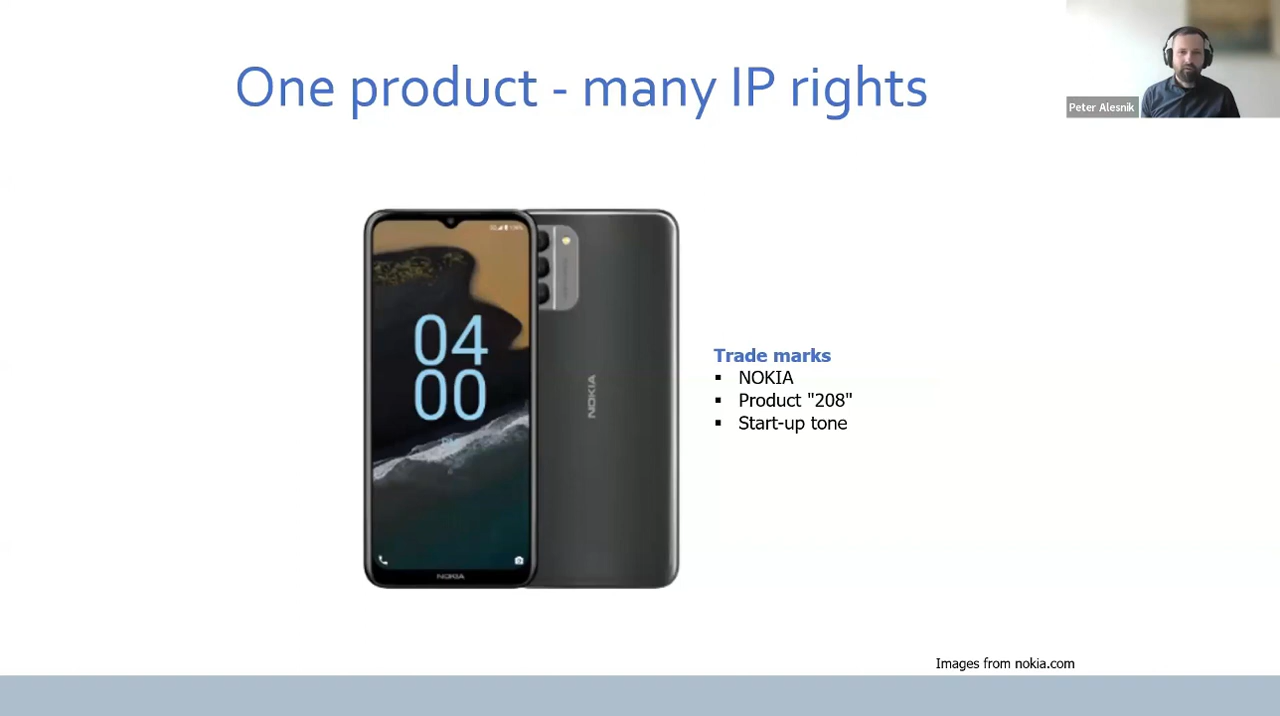 One product - many IP rights
Peter Alesnik
04
00
NOKIA
NOKIA
Trade marks
▪ NOKIA
▪ Product "208"
▪ Start-up tone
Images from nokia.com